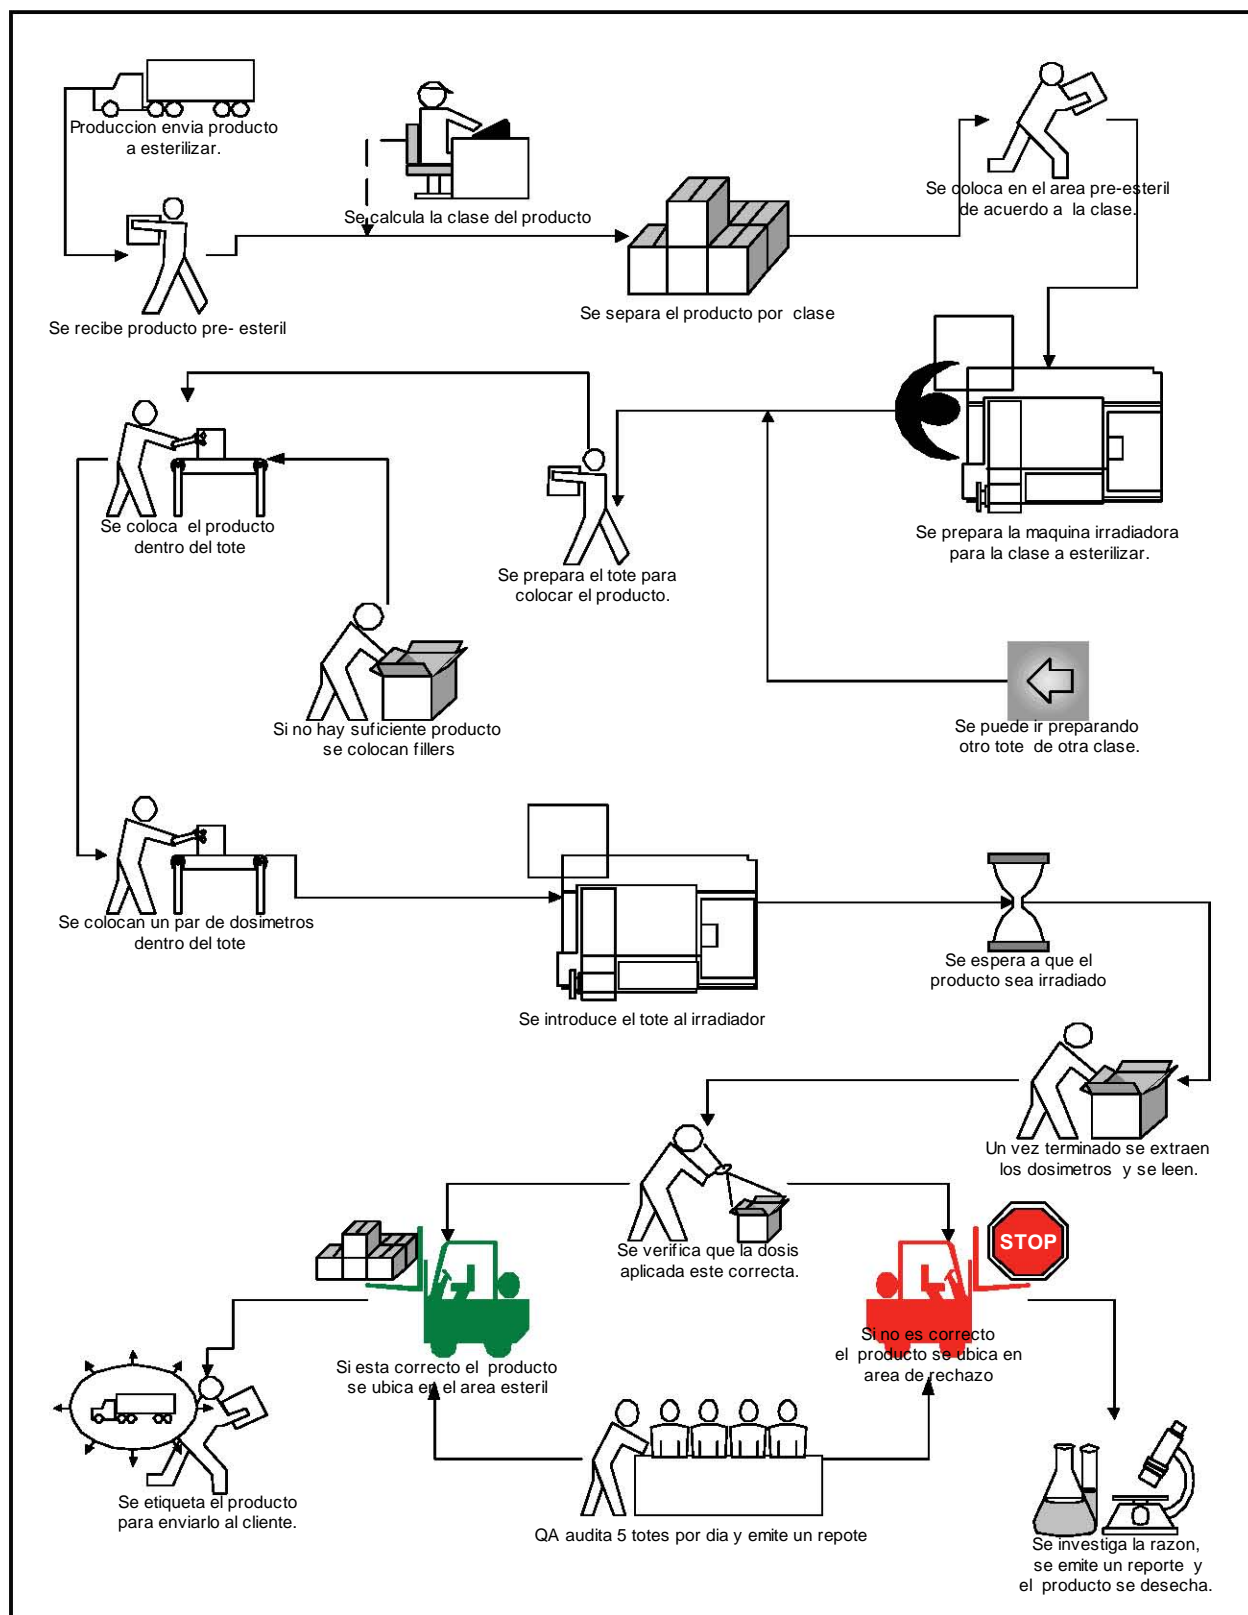 Produccion envia producto
a esterilizar.
Se calcula la clase del producto
Se coloca en el area pre-esteril
de acuerdo a la clase.
Se recibe producto pre- esteril
Se separa el producto por clase
Se prepara la maquina irradiadora
para la clase a esterilizar.
Se prepara el tote para
colocar el producto.
Se coloca el producto
dentro del tote
Si no hay suficiente producto
se colocan fillers
Se puede ir preparando
otro tote de otra clase.
Se colocan un par de dosimetros
dentro del tote
Se introduce el tote al irradiador
Se espera a que el
producto sea irradiado
Un vez terminado se extraen
los dosimetros y se leen.
Se verifica que la dosis
aplicada este correcta.
STOP
Si esta correcto el producto
se ubica en el area esteril
Si no es correcto
el producto se ubica en
area de rechazo
Se etiqueta el producto
para enviarlo al cliente.
QA audita 5 totes por dia y emite un repote
Se investiga la razon,
se emite un reporte y
el producto se desecha.